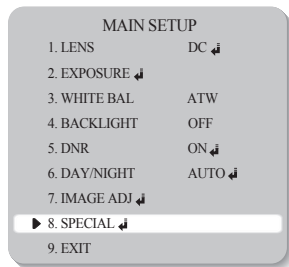 MAIN SETUP
1. LENS DC ↲
2. EXPOSURE ↲
3. WHITE BAL ATW
4. BACKLIGHT OFF
5. DNR ON ↲
6. DAY/NIGHT AUTO ↲
7. IMAGE ADJ ↲
▶ 8. SPECIAL ↲
9. EXIT